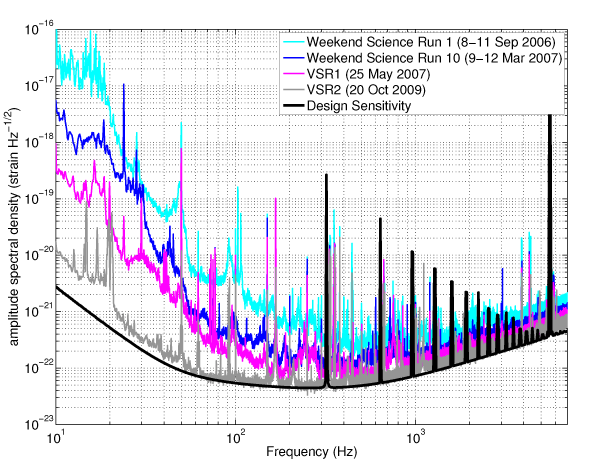 10^−16
10^−17
10^−18
10^−19
10^−20
10^−21
10^−22
10^−23
amplitude spectral density (strain Hz^−1/2)
Weekend Science Run 1 (8−11 Sep 2006)
Weekend Science Run 10 (9−12 Mar 2007)
VSR1 (25 May 2007)
VSR2 (20 Oct 2009)
Design Sensitivity
10^1
10^2
10^3
Frequency (Hz)